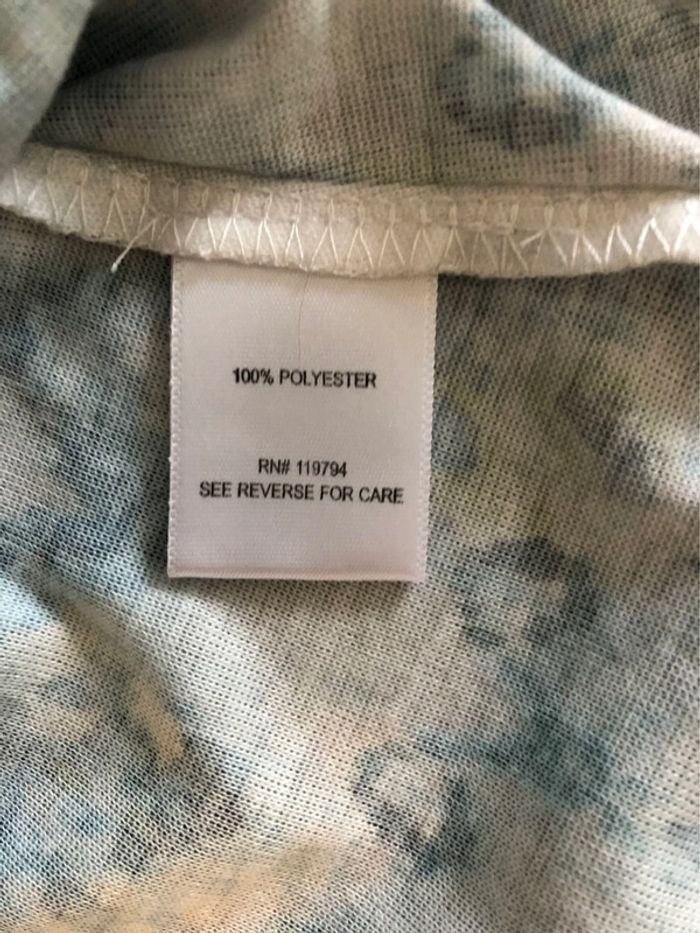 100% POLYESTER
RN# 119794
SEE REVERSE FOR CARE